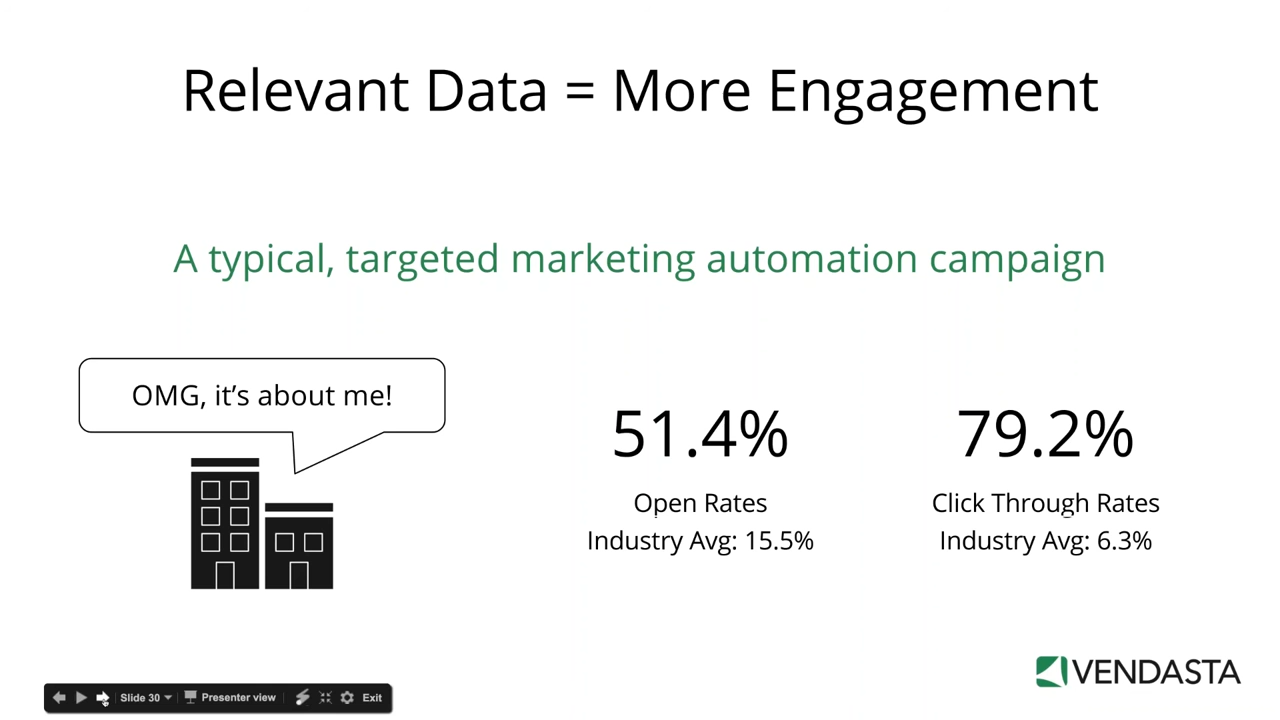 Relevant Data = More Engagement
A typical, targeted marketing automation campaign
OMG, it's about me!
51.4%
79.2%
Open Rates
Click Through Rates
Industry Avg: 15.5%
Industry Avg: 6.3%
VENDASTA
Slide 30
Presenter view
Exit